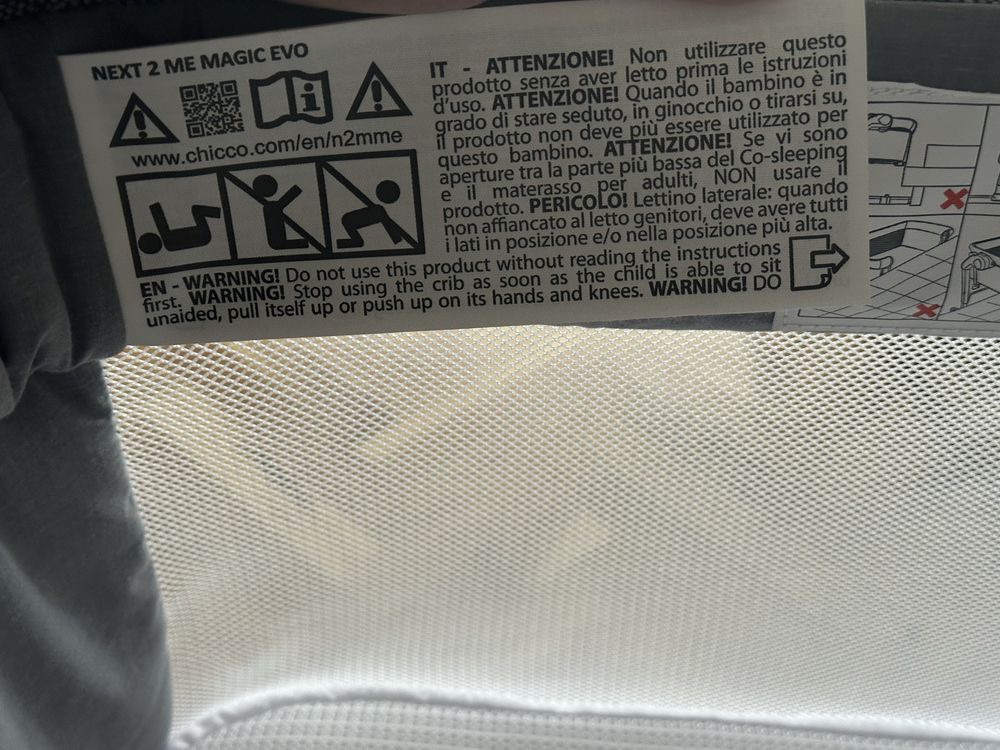 NEXT 2 ME MAGIC EVO
www.chicco.com/en/n2mme
IT - ATTENZIONE! Non utilizzare questo
prodotto senza aver letto prima le istruzioni
d'uso. ATTENZIONE! Quando il bambino è in
grado di stare seduto, in ginocchio o tirarsi su,
il prodotto non deve più essere utilizzato per
questo bambino. ATTENZIONE! Se vi sono
aperture tra la parte più bassa del Co-sleeping
e il materasso per adulti, NON usare il
prodotto. PERICOLO! Lettino laterale: quando
non affiancato al letto genitori, deve avere tutti
i lati in posizione e/o nella posizione più alta.
EN - WARNING! Do not use this product without reading the instructions
first. WARNING! Stop using the crib as soon as the child is able to sit
unaided, pull itself up or push up on its hands and knees. WARNING! DO